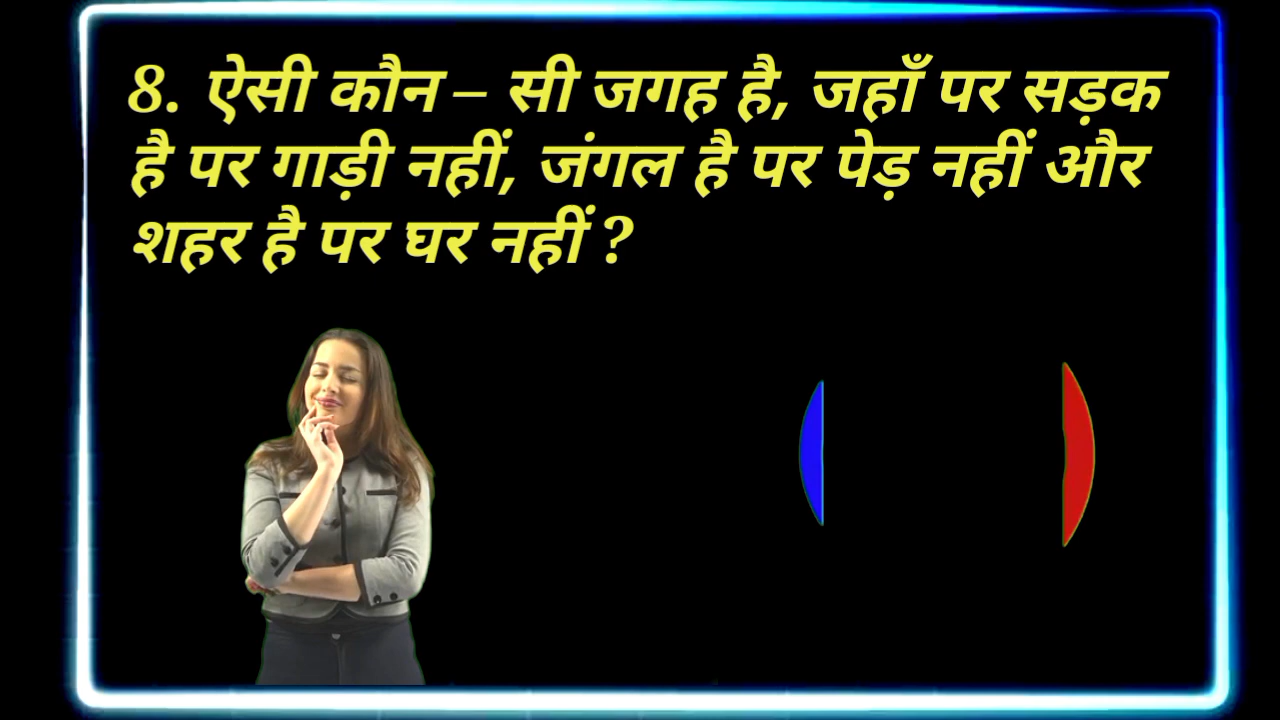 8. ऐसी कौन – सी जगह है, जहाँ पर सड़क
है पर गाड़ी नहीं, जंगल है पर पेड़ नहीं और
शहर है पर घर नहीं ?